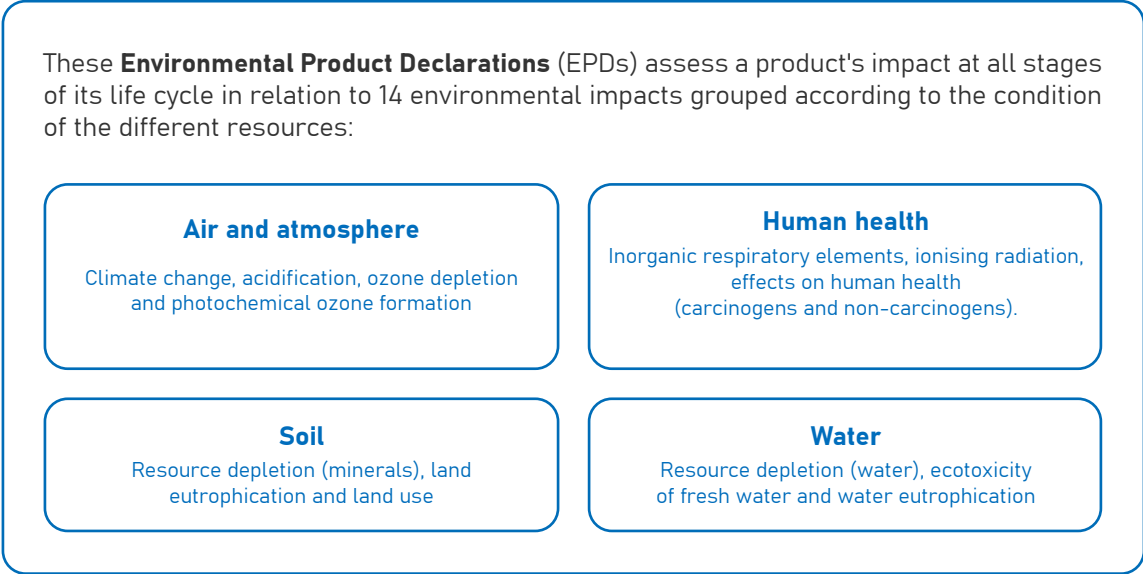 These Environmental Product Declarations (EPDs) assess a product's impact at all stages
of its life cycle in relation to 14 environmental impacts grouped according to the condition
of the different resources:
Air and atmosphere
Climate change, acidification, ozone depletion
and photochemical ozone formation
Human health
Inorganic respiratory elements, ionising radiation,
effects on human health
(carcinogens and non-carcinogens).
Soil
Resource depletion (minerals), land
eutrophication and land use
Water
Resource depletion (water), ecotoxicity
of fresh water and water eutrophication